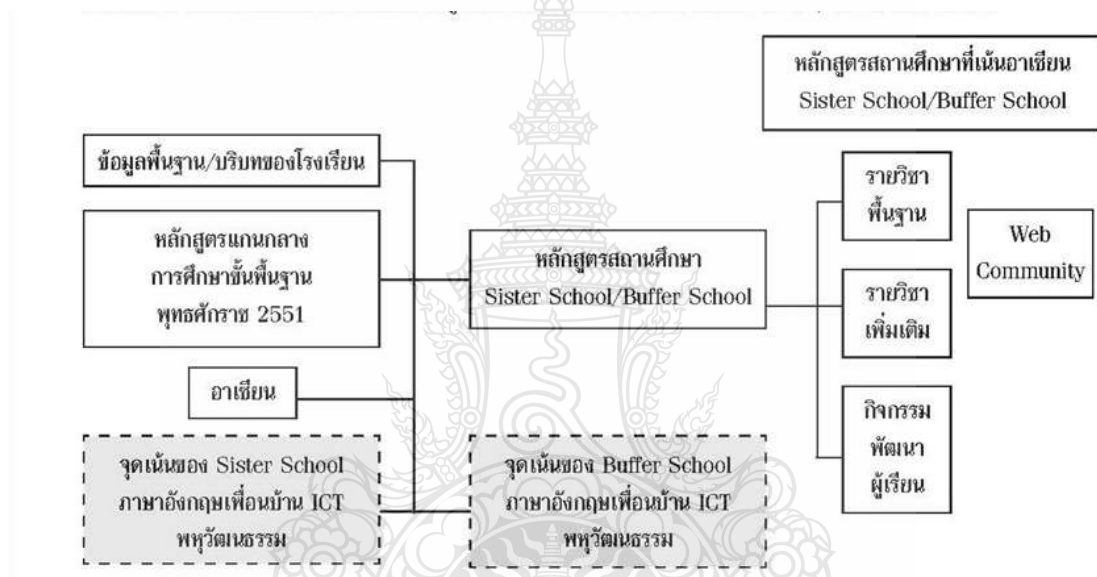 หลักสูตรสถานศึกษาที่เน้นอาเซียน
Sister School/Buffer School
ข้อมูลพื้นฐาน/บริบทของโรงเรียน
หลักสูตรแกนกลาง
การศึกษาขั้นพื้นฐาน
พุทธศักราช 2551
อาเซียน
จุดเน้นของ Sister School
ภาษาอังกฤษเพื่อนบ้าน ICT
พหุวัฒนธรรม
หลักสูตรสถานศึกษา
Sister School/Buffer School
จุดเน้นของ Buffer School
ภาษาอังกฤษเพื่อนบ้าน ICT
พหุวัฒนธรรม
รายวิชา
พื้นฐาน
รายวิชา
เพิ่มเติม
กิจกรรม
พัฒนา
ผู้เรียน
Web
Community